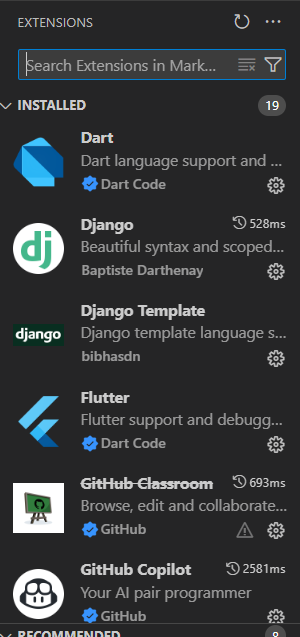 EXTENSIONS
Search Extensions in Mark...
INSTALLED 19
Dart
Dart language support and ...
Dart Code
Django 528ms
dj
Beautiful syntax and scoped...
Baptiste Darthenay
Django Template
django
Django template language s...
bibhasdn
Flutter
Flutter support and debugg...
Dart Code
GitHub Classroom 693ms
Browse, edit and collaborate...
GitHub
GitHub Copilot 2581ms
Your AI pair programmer
GitHub
RECOMMENDED 8